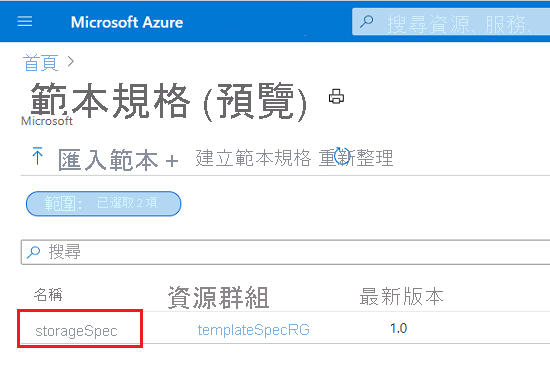 Microsoft Azure 搜尋資源、服務、
首頁
範本規格 (預覽)
Microsoft
匯入範本 + 建立範本規格 重新整理
範圍： 已選取 2 項
搜尋
名稱 資源群組 最新版本
storageSpec templateSpecRG 1.0